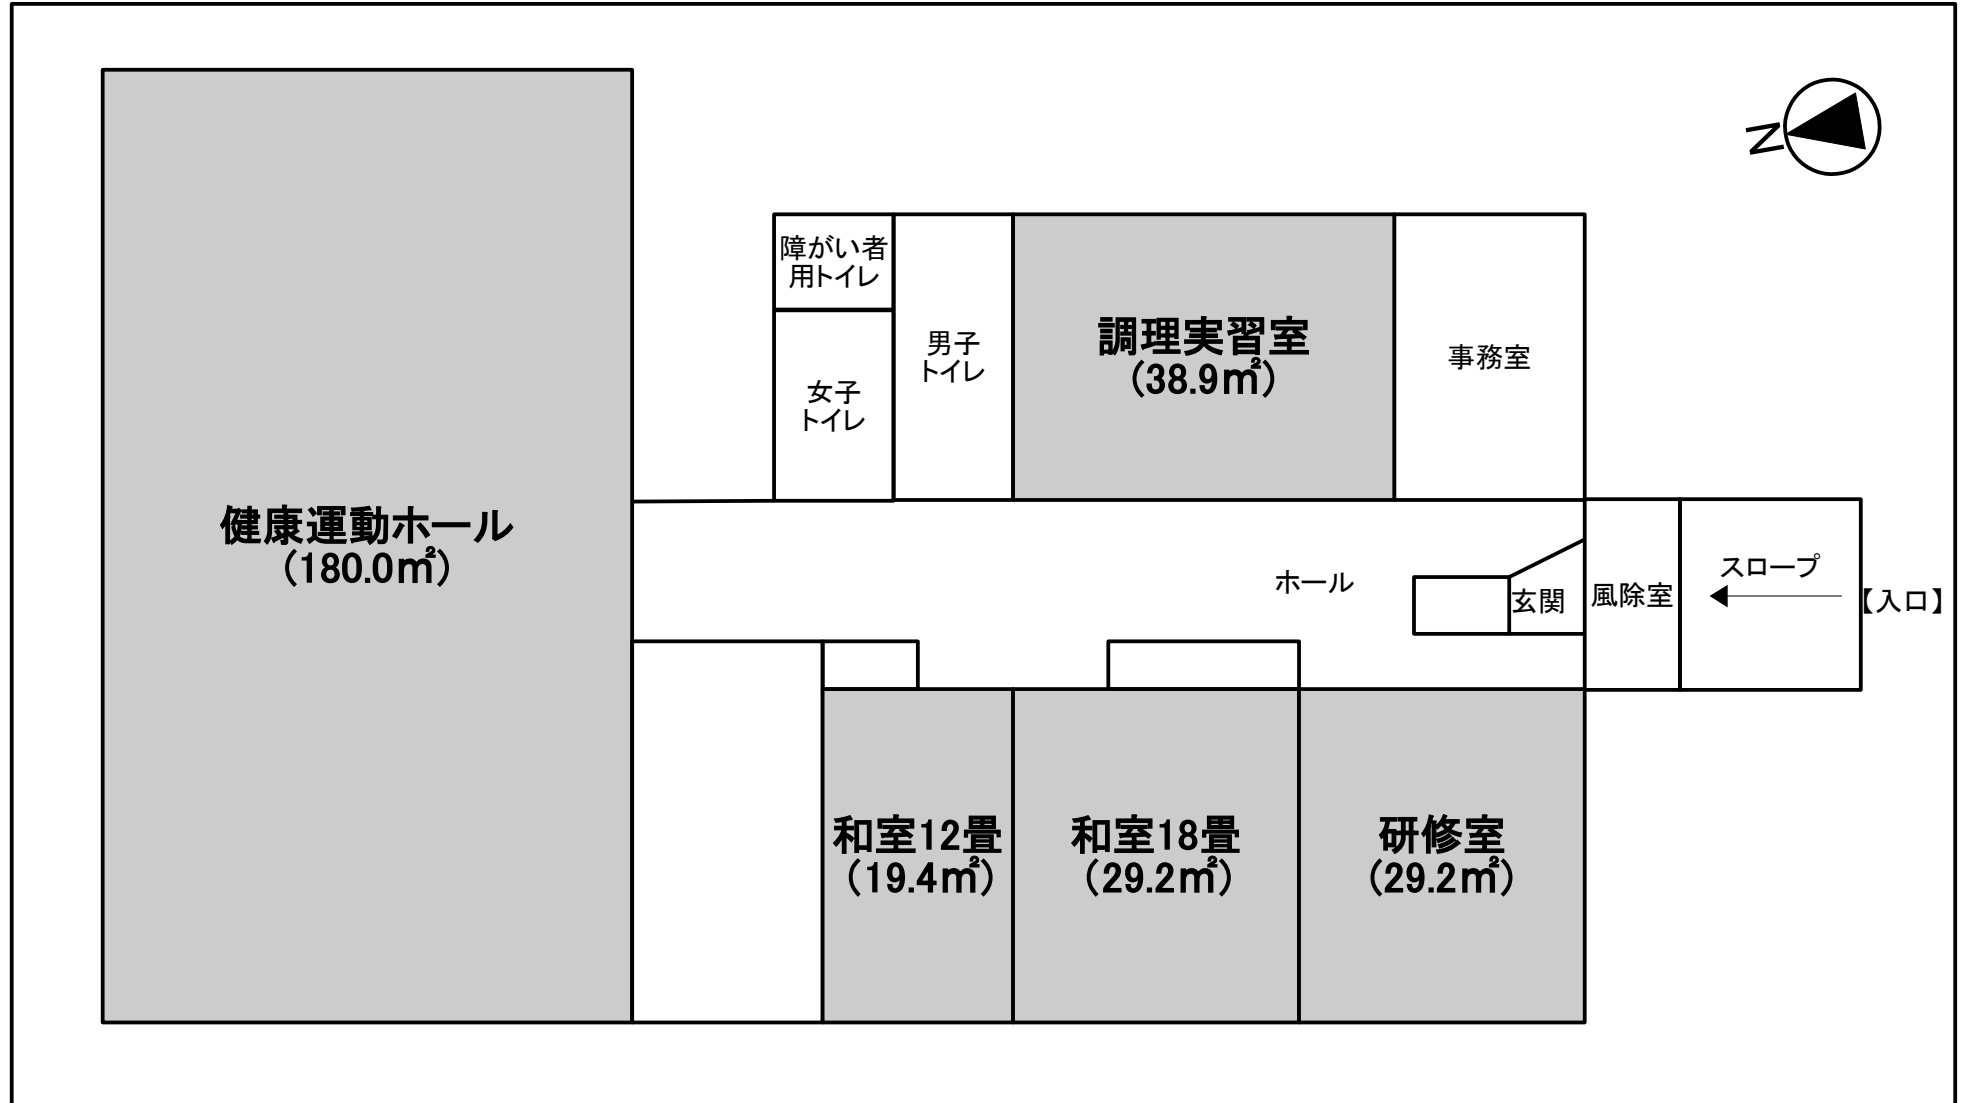 N
障がい者
用トイレ
男子
トイレ
女子
トイレ
調理実習室
(38.9㎡)
事務室
健康運動ホール
(180.0㎡)
ホール
玄関
風除室
スロープ
【入口】
和室12畳
(19.4㎡)
和室18畳
(29.2㎡)
研修室
(29.2㎡)